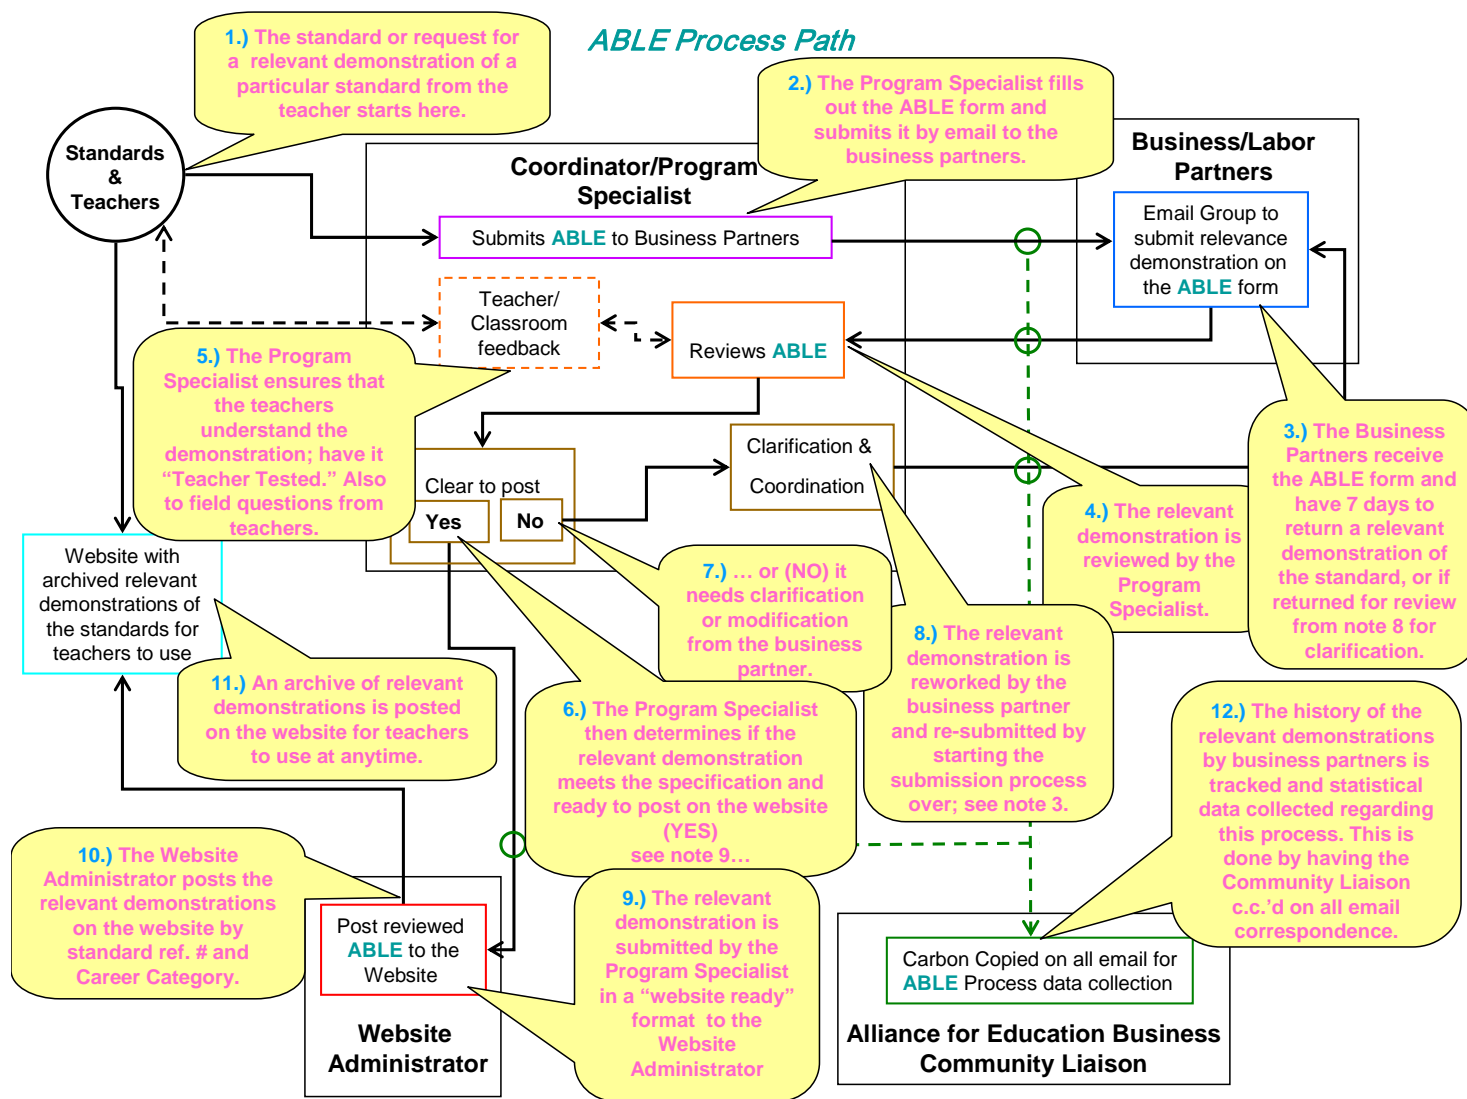 ABLE Process Path
1.) The standard or request for
a relevant demonstration of a
particular standard from the
teacher starts here.
2.) The Program Specialist fills
out the ABLE form and
submits it by email to the
business partners.
Standards
&
Teachers
Coordinator/Program
Specialist
Business/Labor
Partners
Submits ABLE to Business Partners
Email Group to
submit relevance
demonstration on
the ABLE form
Teacher/
Classroom
feedback
Reviews ABLE
5.) The Program
Specialist ensures that
the teachers
understand the
demonstration; have it
“Teacher Tested.” Also
to field questions from
teachers.
3.) The Business
Partners receive
the ABLE form and
have 7 days to
return a relevant
demonstration of
the standard, or if
returned for review
from note 8 for
clarification.
Clear to post
Yes
No
Clarification &
Coordination
4.) The relevant
demonstration is
reviewed by the
Program
Specialist.
Website with
archived relevant
demonstrations of
the standards for
teachers to use
7.) … or (NO) it
needs clarification
or modification
from the business
partner.
8.) The relevant
demonstration is
reworked by the
business partner
and re-submitted by
starting the
submission process
over; see note 3.
11.) An archive of relevant
demonstrations is posted
on the website for teachers
to use at anytime.
6.) The Program Specialist
then determines if the
relevant demonstration
meets the specification and
ready to post on the website
(YES)
see note 9…
12.) The history of the
relevant demonstrations
by business partners is
tracked and statistical
data collected regarding
this process. This is
done by having the
Community Liaison
c.c.’d on all email
correspondence.
10.) The Website
Administrator posts the
relevant demonstrations
on the website by
standard ref. # and
Career Category.
Post reviewed
ABLE to the
Website
Website
Administrator
9.) The relevant
demonstration is
submitted by the
Program Specialist
in a “website ready”
format to the
Website
Administrator
Carbon Copied on all email for
ABLE Process data collection
Alliance for Education Business
Community Liaison